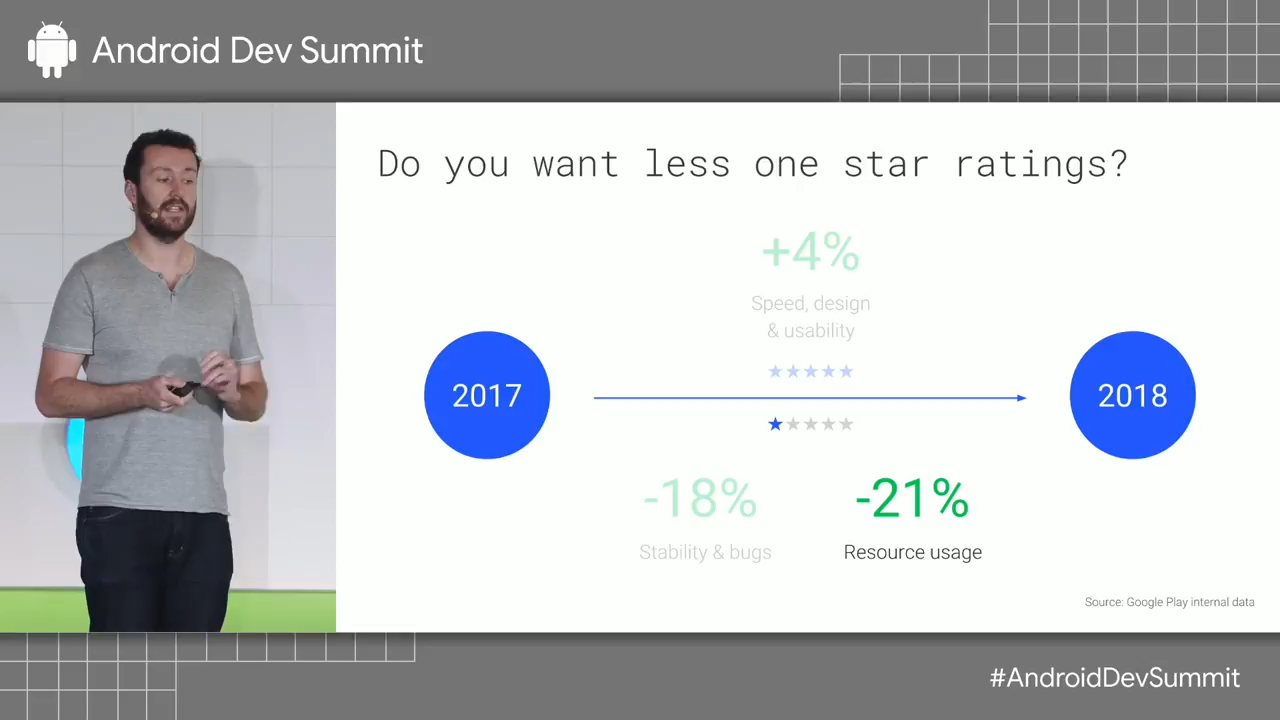 Android Dev Summit
Do you want less one star ratings?
+4%
Speed, design
& usability
2017
2018
-18%
-21%
Stability & bugs
Resource usage
Source: Google Play internal data
#AndroidDevSummit